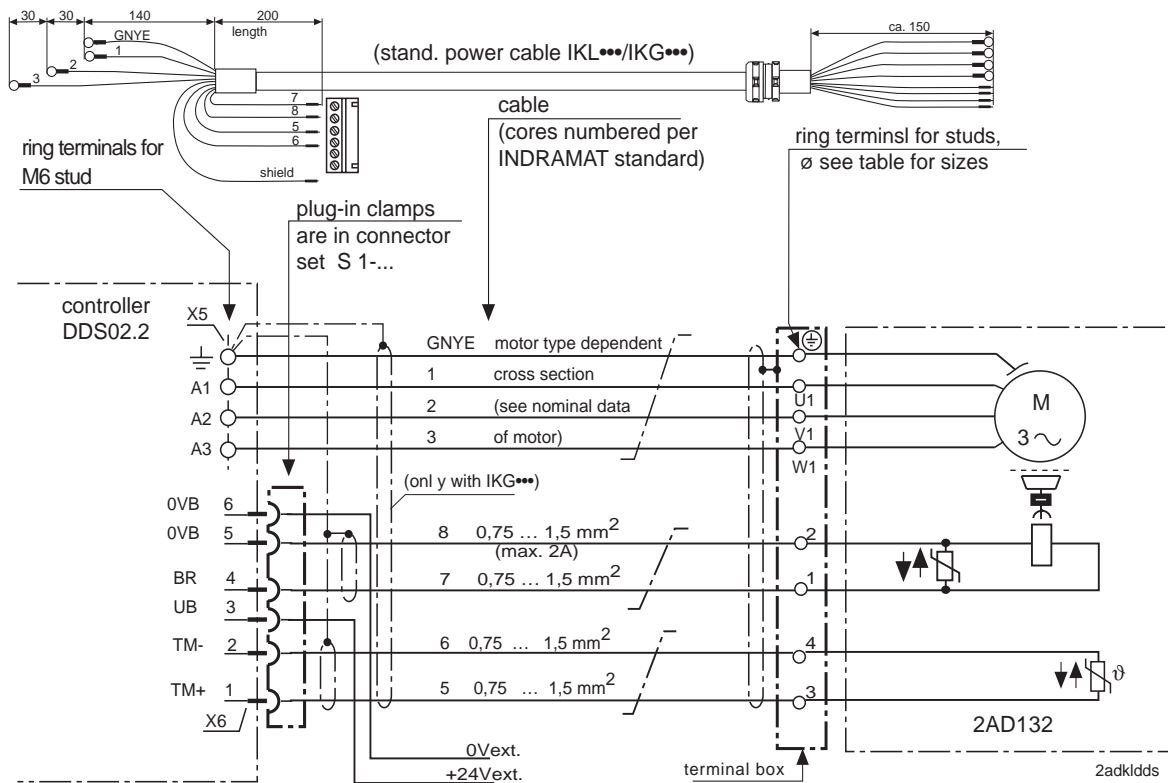 30 30 140 200
length
ca. 150
GNYE
1
2
3
(stand. power cable IKL•••/IKG•••)
7
8
5
6
shield
ring terminals for
M6 stud
cable
(cores numbered per
INDRAMAT standard)
ring terminsl for studs,
ø see table for sizes
plug-in clamps
are in connector
set S 1-...
controller
DDS02.2
X5
GNYE motor type dependent
A1 1 cross section U1
A2 2 (see nominal data V1
A3 3 of motor) W1
M
3
(onl y with IKG•••)
0VB 6
0VB 5 8 0,75 ... 1,5 mm² 2
(max. 2A)
BR 4 7 0,75 ... 1,5 mm² 1
UB 3
TM- 2 6 0,75 ... 1,5 mm² 4
TM+ 1 5 0,75 ... 1,5 mm² 3
ϑ
X6
2AD132
0Vext.
+24Vext.
terminal box
2adkldds